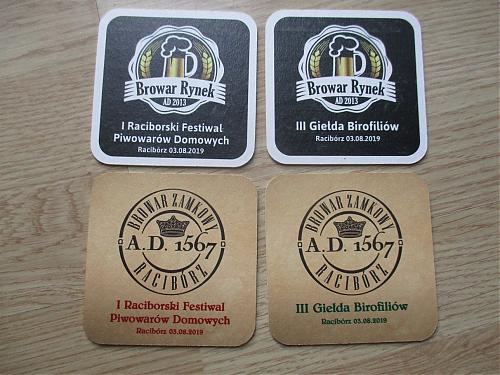 Browar Rynek
AD 2013
I Raciborski Festiwal
Piwowarów Domowych
Racibórz 03.08.2019
Browar Rynek
AD 2013
III Giełda Birofiliów
Racibórz 03.08.2019
BROWAR ZAMKOWY
A.D. 1567
RACIBÓRZ
I Raciborski Festiwal
Piwowarów Domowych
Racibórz 03.08.2019
BROWAR ZAMKOWY
A.D. 1567
RACIBÓRZ
III Giełda Birofiliów
Racibórz 03.08.2019